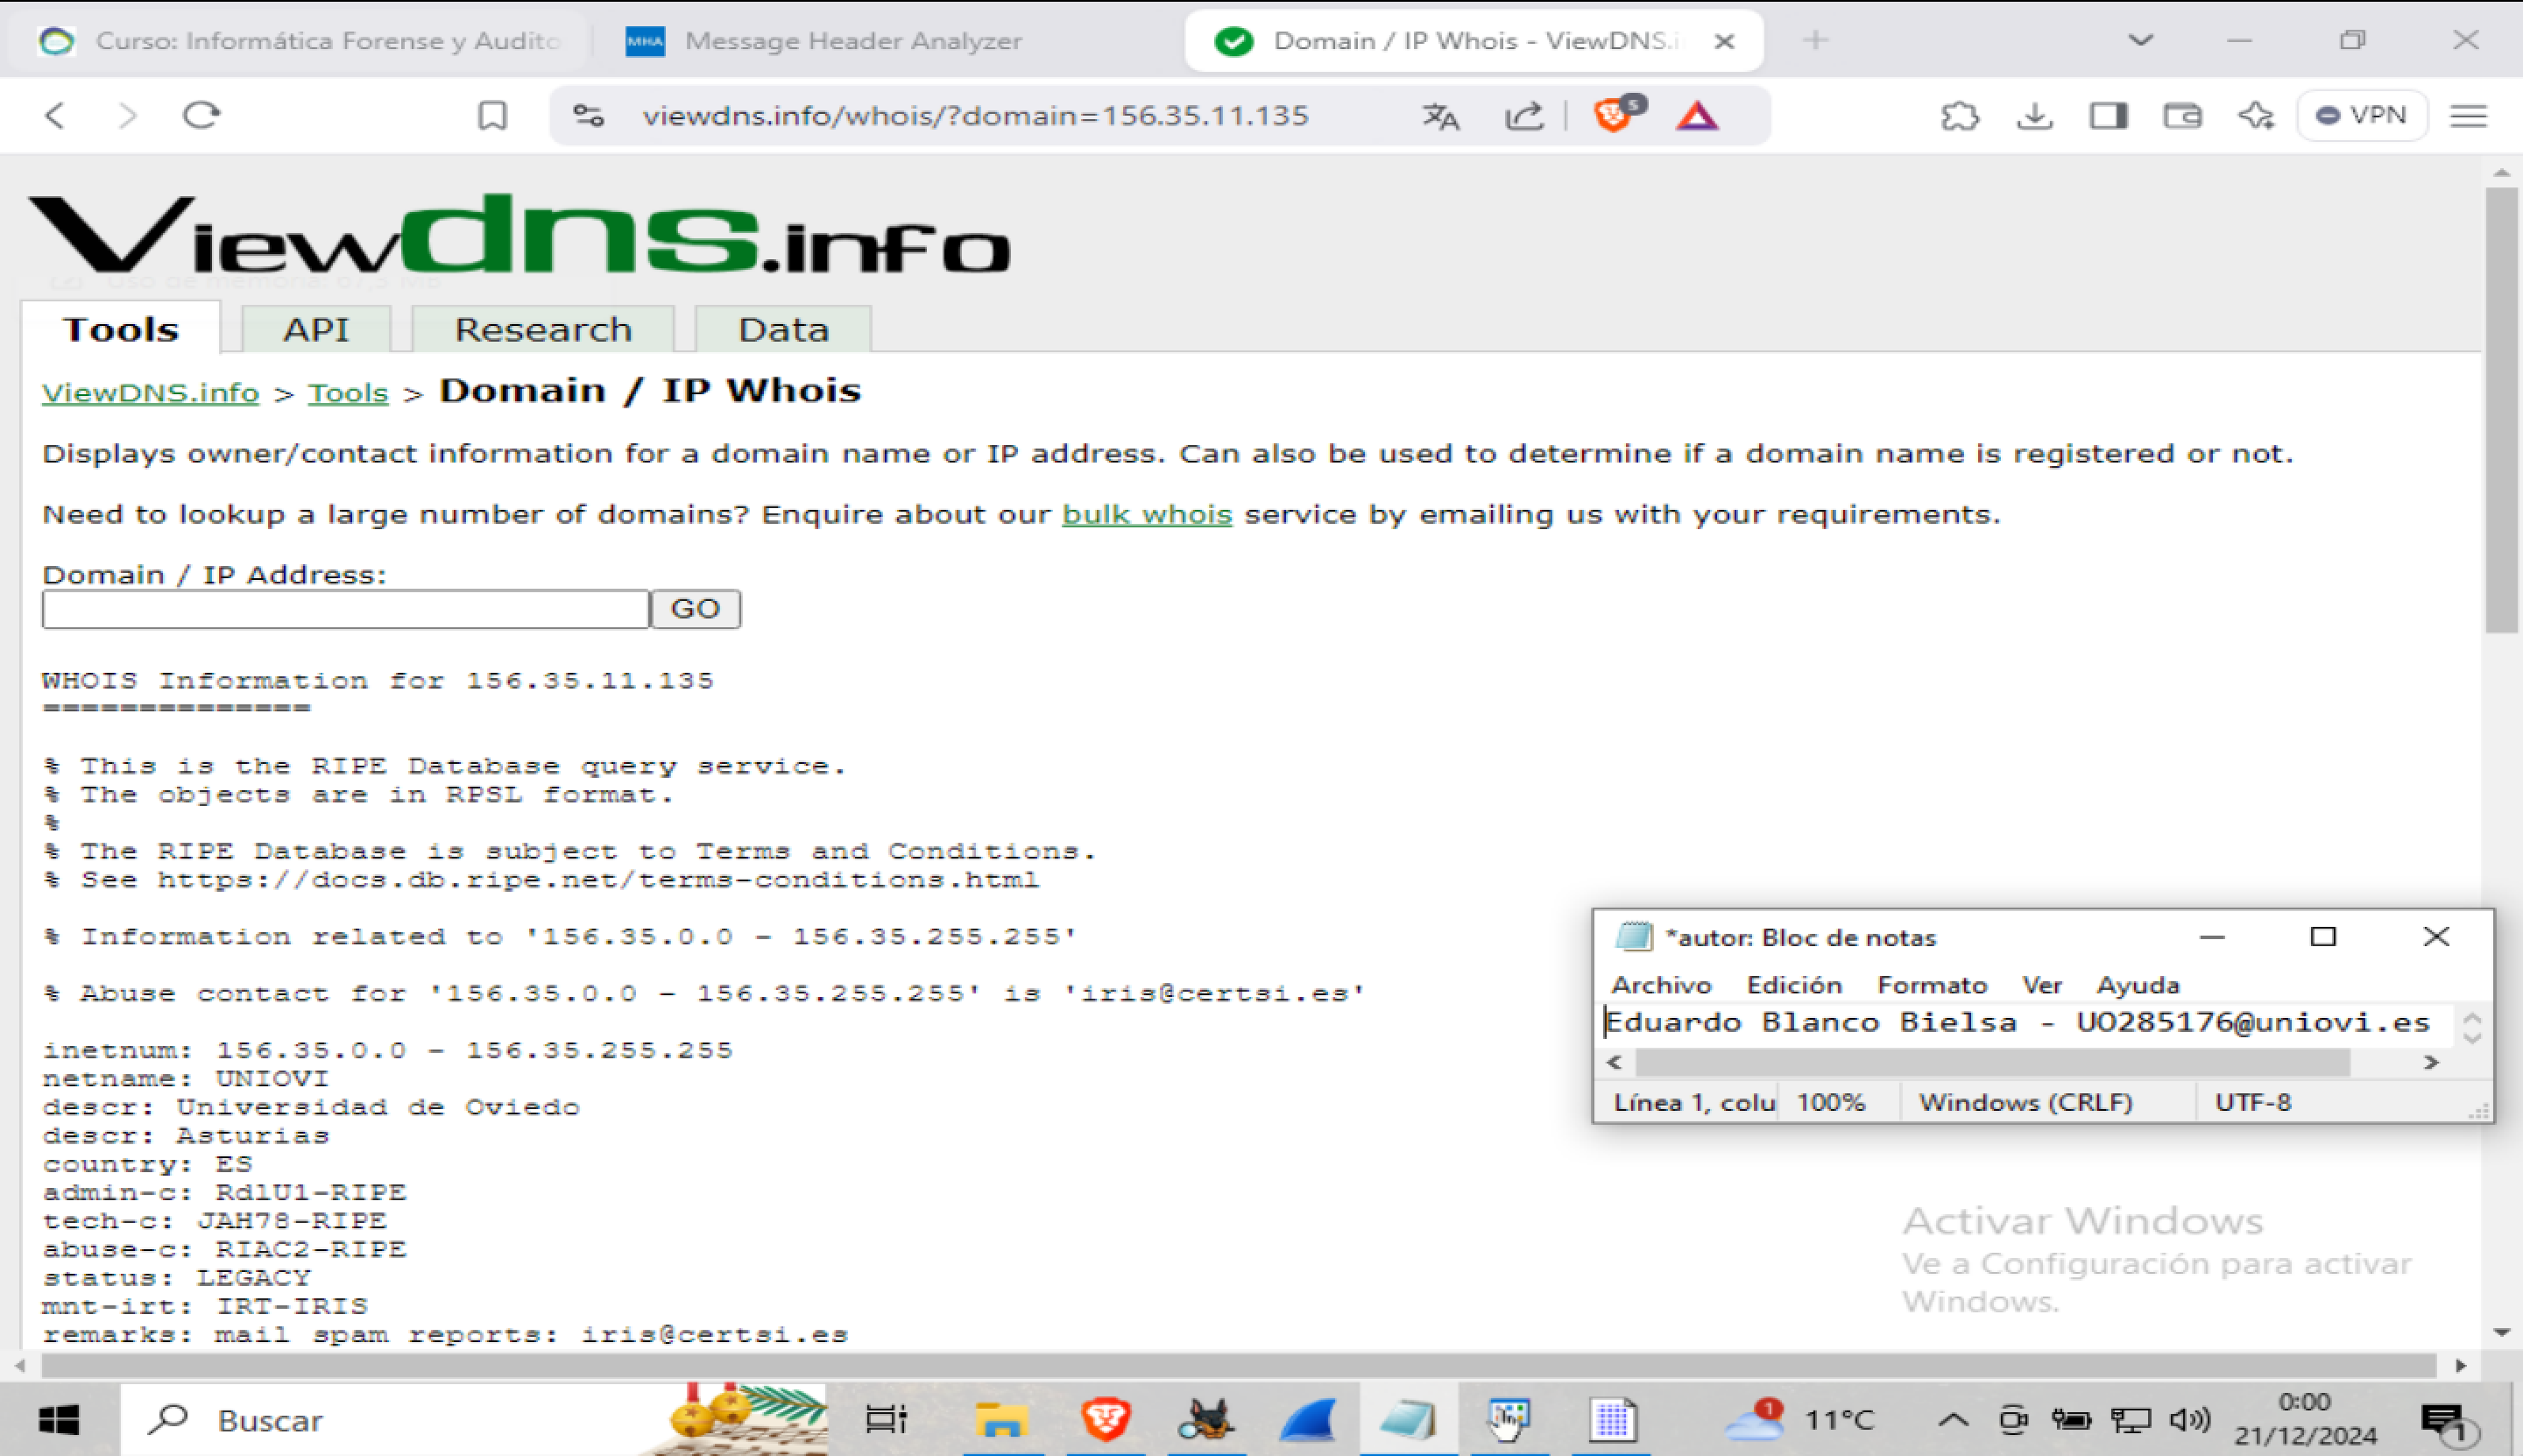 Curso: Informática Forense y Audito
MHA Message Header Analyzer
Domain / IP Whois - ViewDNS.i
viewdns.info/whois/?domain=156.35.11.135
5
VPN
Viewdns.info
Uso de memoria: 67,5 MB
Tools API Research Data
ViewDNS.info > Tools > Domain / IP Whois
Displays owner/contact information for a domain name or IP address. Can also be used to determine if a domain name is registered or not.
Need to lookup a large number of domains? Enquire about our bulk whois service by emailing us with your requirements.
Domain / IP Address:
GO
WHOIS Information for 156.35.11.135
==============
% This is the RIPE Database query service.
% The objects are in RPSL format.
%
% The RIPE Database is subject to Terms and Conditions.
% See https://docs.db.ripe.net/terms-conditions.html
% Information related to '156.35.0.0 - 156.35.255.255'
% Abuse contact for '156.35.0.0 - 156.35.255.255' is 'iris@certsi.es'
inetnum: 156.35.0.0 - 156.35.255.255
netname: UNIOVI
descr: Universidad de Oviedo
descr: Asturias
country: ES
admin-c: RdlU1-RIPE
tech-c: JAH78-RIPE
abuse-c: RIAC2-RIPE
status: LEGACY
mnt-irt: IRT-IRIS
remarks: mail spam reports: iris@certsi.es
*autor: Bloc de notas
Archivo Edición Formato Ver Ayuda
Eduardo Blanco Bielsa - UO285176@uniovi.es
Línea 1, colu 100% Windows (CRLF) UTF-8
Activar Windows
Ve a Configuración para activar
Windows.
Buscar
1
11°C
0:00
21/12/2024
1